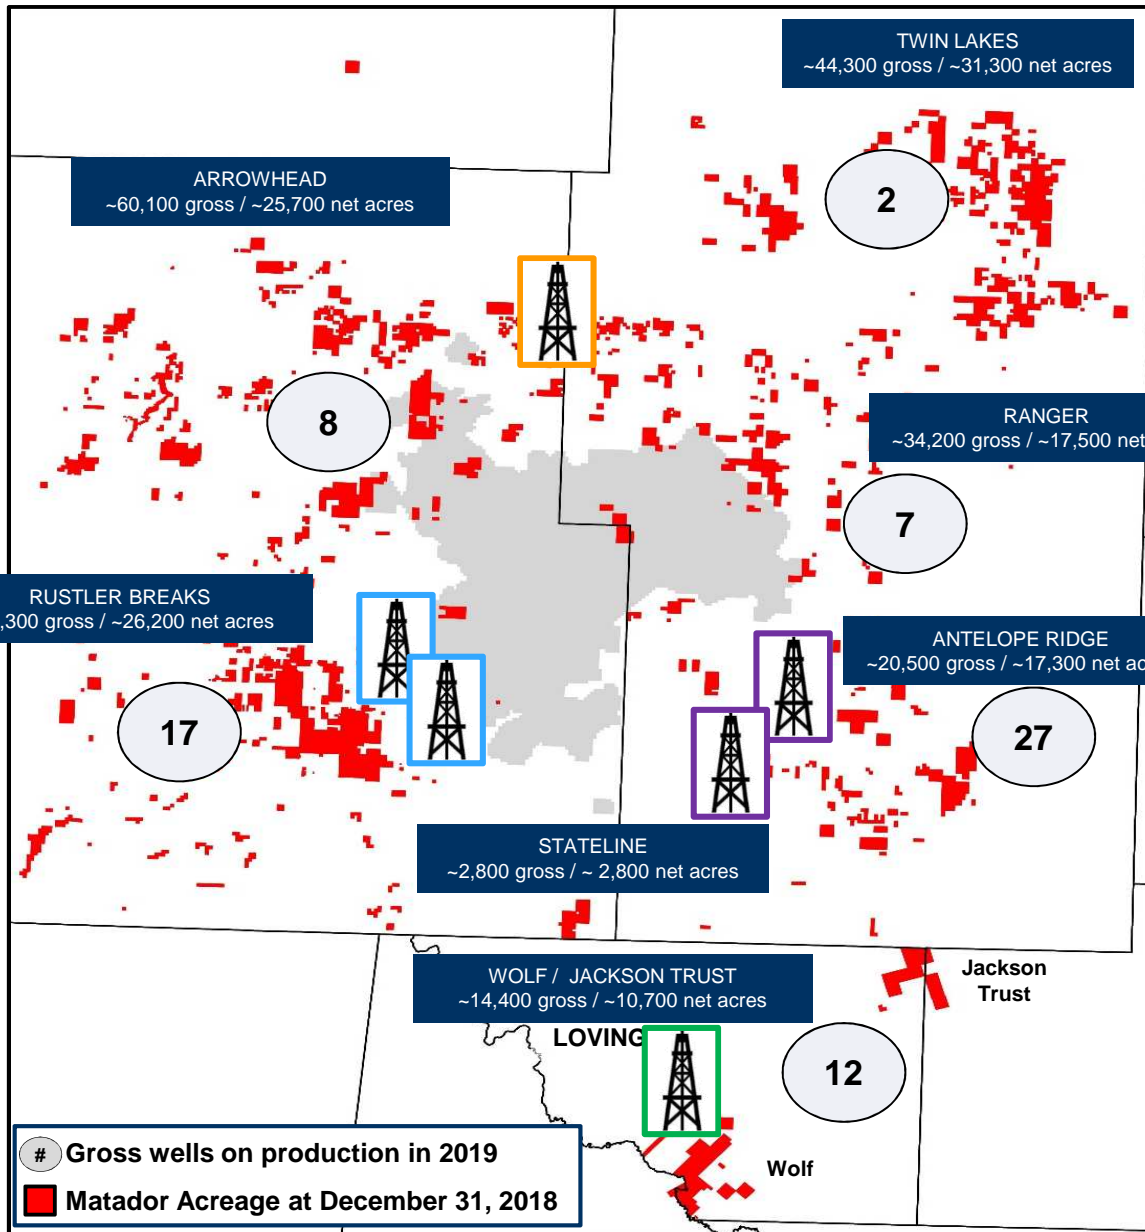 TWIN LAKES
~44,300 gross / ~31,300 net acres
ARROWHEAD
~60,100 gross / ~25,700 net acres
2
8
RANGER
~34,200 gross / ~17,500 net
7
RUSTLER BREAKS
,300 gross / ~26,200 net acres
ANTELOPE RIDGE
~20,500 gross / ~17,300 net ac
17
27
STATELINE
~2,800 gross / ~ 2,800 net acres
WOLF / JACKSON TRUST
~14,400 gross / ~10,700 net acres
Jackson
Trust
LOVING
12
Wolf
# Gross wells on production in 2019
Matador Acreage at December 31, 2018